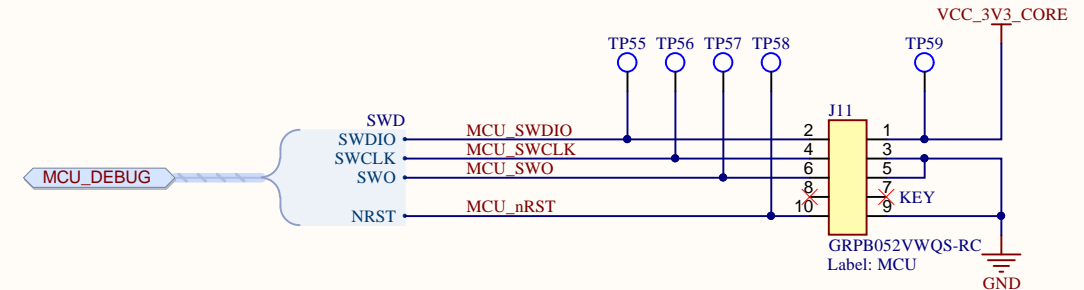 VCC_3V3_CORE
TP55 TP56 TP57 TP58 TP59
J11
SWD
SWDIO MCU_SWDIO 2 1
SWCLK MCU_SWCLK 4 3
MCU_DEBUG SWO MCU_SWO 6 5
8 7 KEY
NRST MCU_nRST 10 9
GRPB052VWQS-RC
Label: MCU
GND